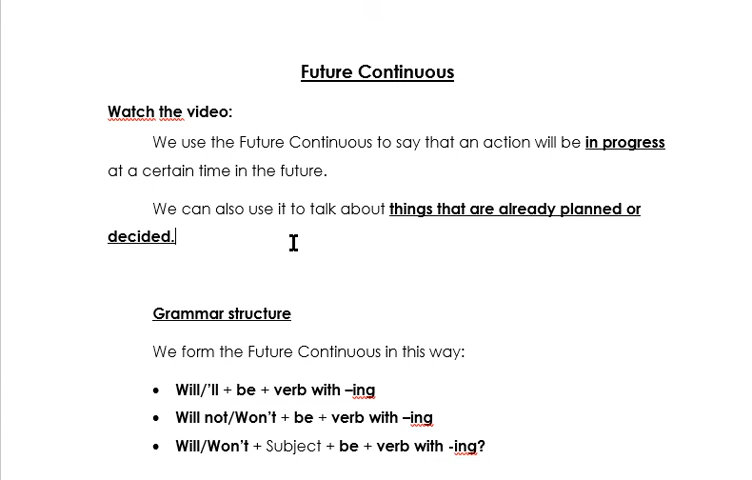 Future Continuous
Watch the video:
We use the Future Continuous to say that an action will be in progress
at a certain time in the future.
We can also use it to talk about things that are already planned or
decided.
Grammar structure
We form the Future Continuous in this way:
• Will/’ll + be + verb with –ing
• Will not/Won’t + be + verb with –ing
• Will/Won’t + Subject + be + verb with -ing?